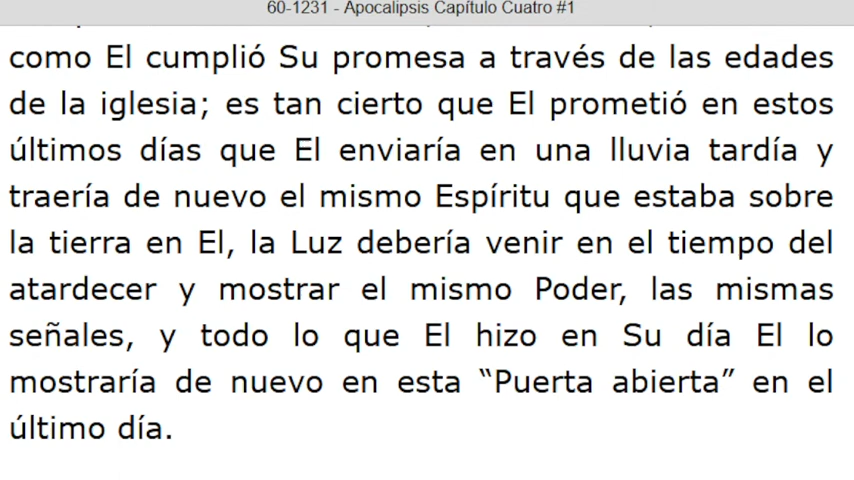 60-1231 - Apocalipsis Capítulo Cuatro #1
como El cumplió Su promesa a través de las edades
de la iglesia; es tan cierto que El prometió en estos
últimos días que El enviaría en una lluvia tardía y
traería de nuevo el mismo Espíritu que estaba sobre
la tierra en El, la Luz debería venir en el tiempo del
atardecer y mostrar el mismo Poder, las mismas
señales, y todo lo que El hizo en Su día El lo
mostraría de nuevo en esta “Puerta abierta” en el
último día.